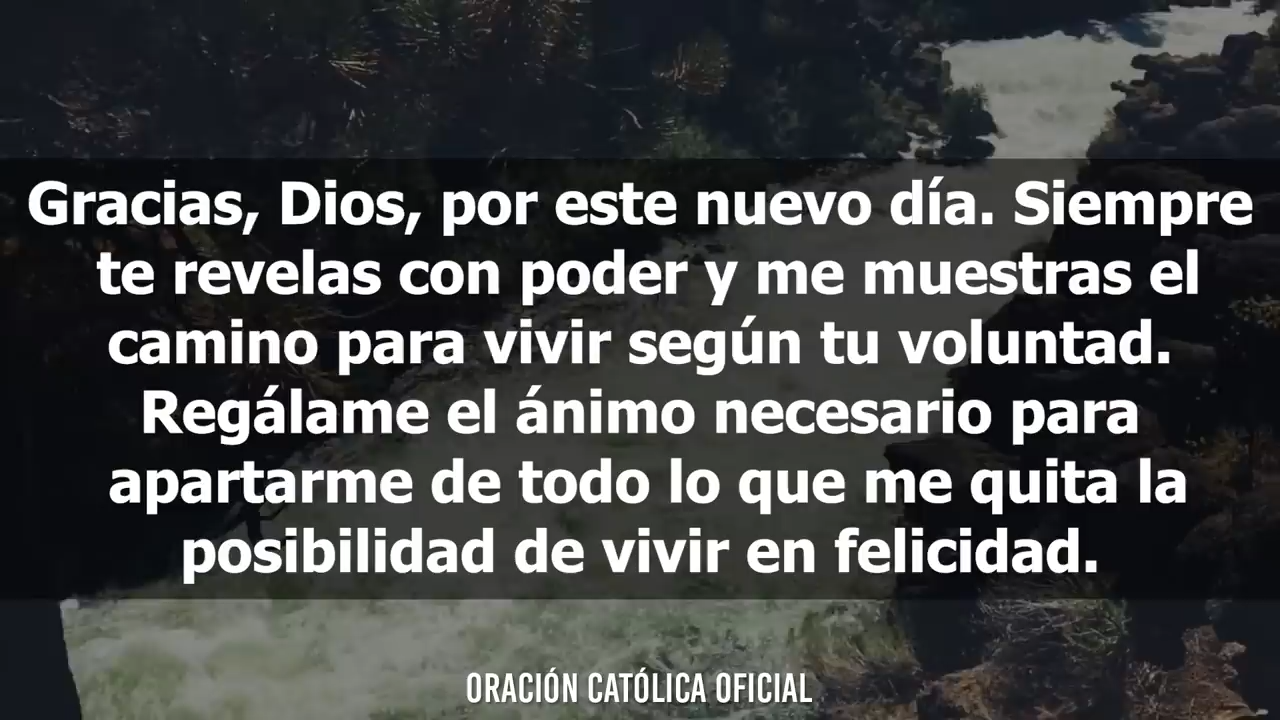 Gracias, Dios, por este nuevo día. Siempre
te revelas con poder y me muestras el
camino para vivir según tu voluntad.
Regálame el ánimo necesario para
apartarme de todo lo que me quita la
posibilidad de vivir en felicidad.
ORACIÓN CATÓLICA OFICIAL